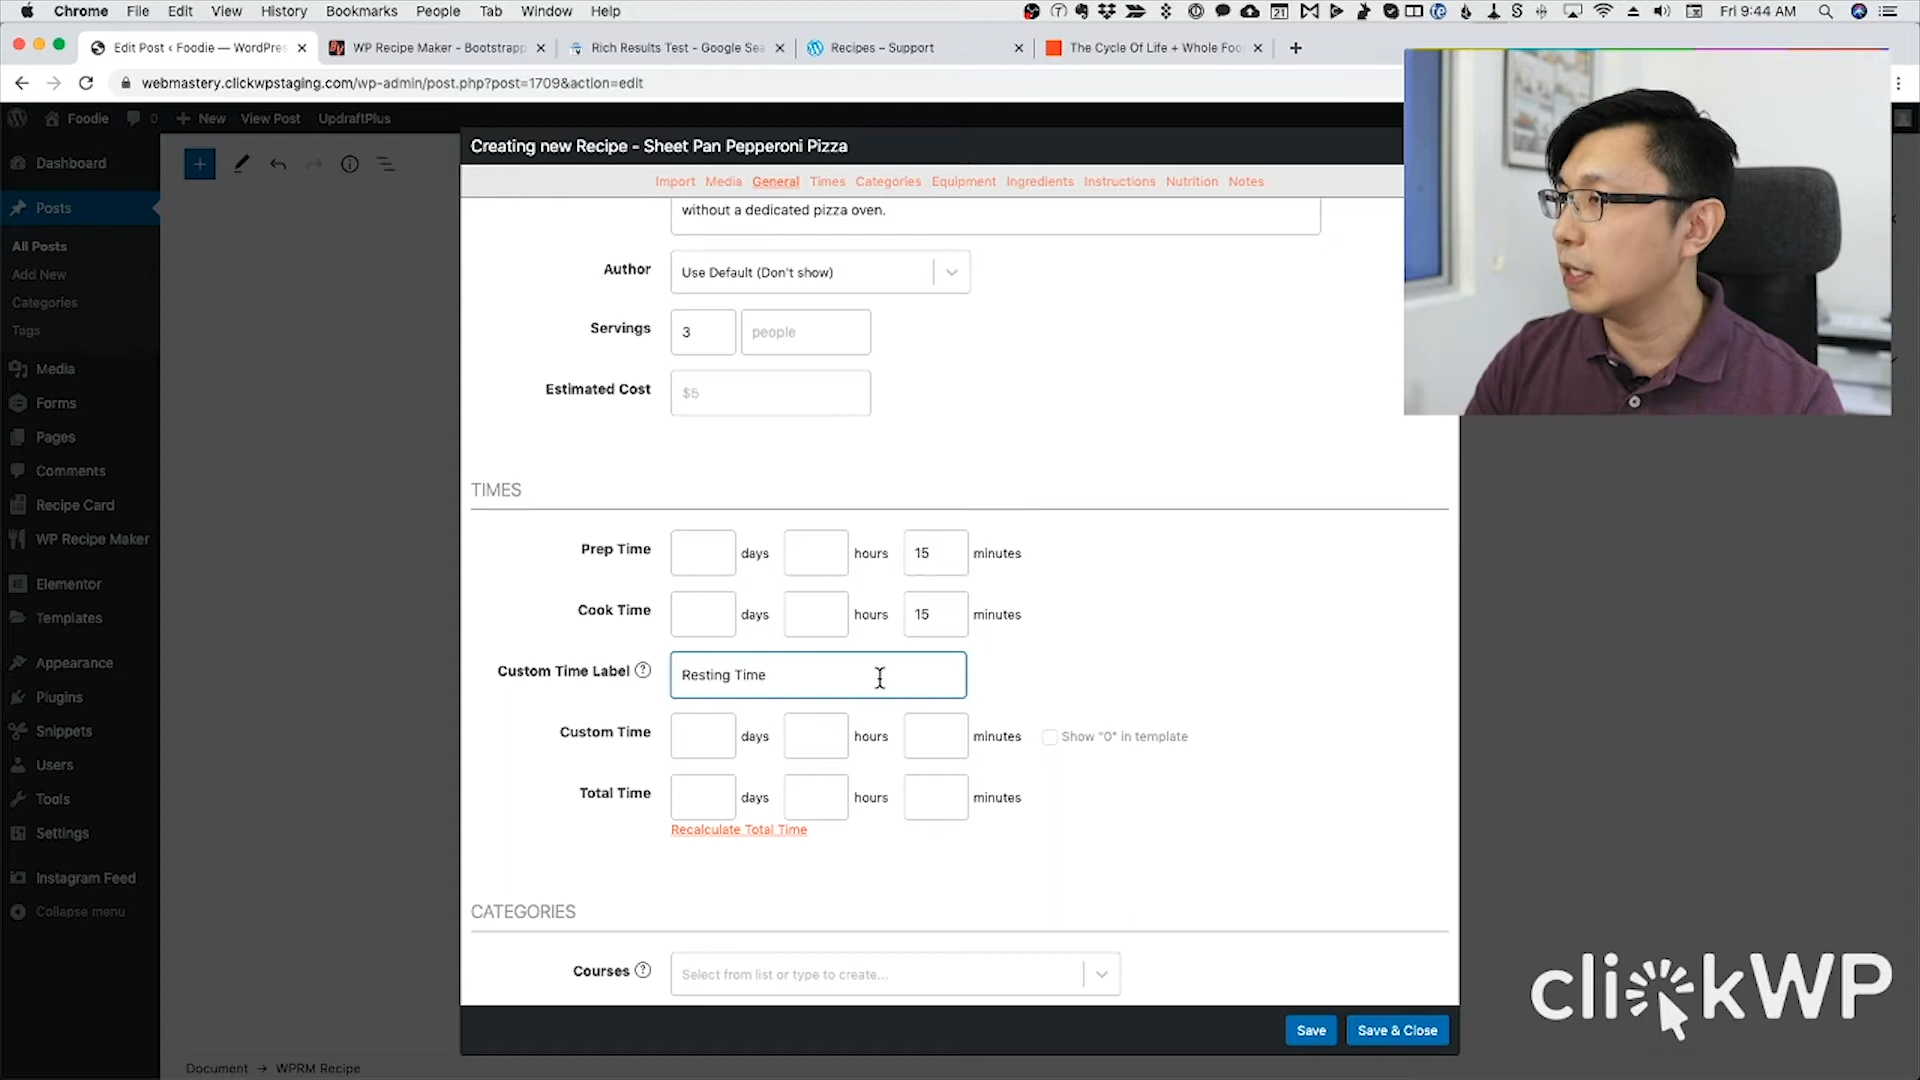 Chrome File Edit View History Bookmarks People Tab Window Help
21
Fri 9:44 AM
Edit Post ‹ Foodie — WordPres
WP Recipe Maker - Bootstrapp
Rich Results Test - Google Sea
Recipes – Support
The Cycle Of Life + Whole Foo
webmastery.clickwpstaging.com/wp-admin/post.php?post=1709&action=edit
Foodie 0 New View Post UpdraftPlus
Dashboard
Posts
All Posts
Add New
Categories
Tags
Media
Forms
Pages
Comments
Recipe Card
WP Recipe Maker
Elementor
Templates
Appearance
Plugins
Snippets
Users
Tools
Settings
Instagram Feed
Collapse menu
Creating new Recipe - Sheet Pan Pepperoni Pizza
Import Media General Times Categories Equipment Ingredients Instructions Nutrition Notes
without a dedicated pizza oven.
Author Use Default (Don't show)
Servings 3 people
Estimated Cost $5
TIMES
Prep Time days hours 15 minutes
Cook Time days hours 15 minutes
Custom Time Label ? Resting Time
Custom Time days hours minutes Show "0" in template
Total Time days hours minutes
Recalculate Total Time
CATEGORIES
Courses ? Select from list or type to create...
Save Save & Close
Document → WPRM Recipe
clickWP